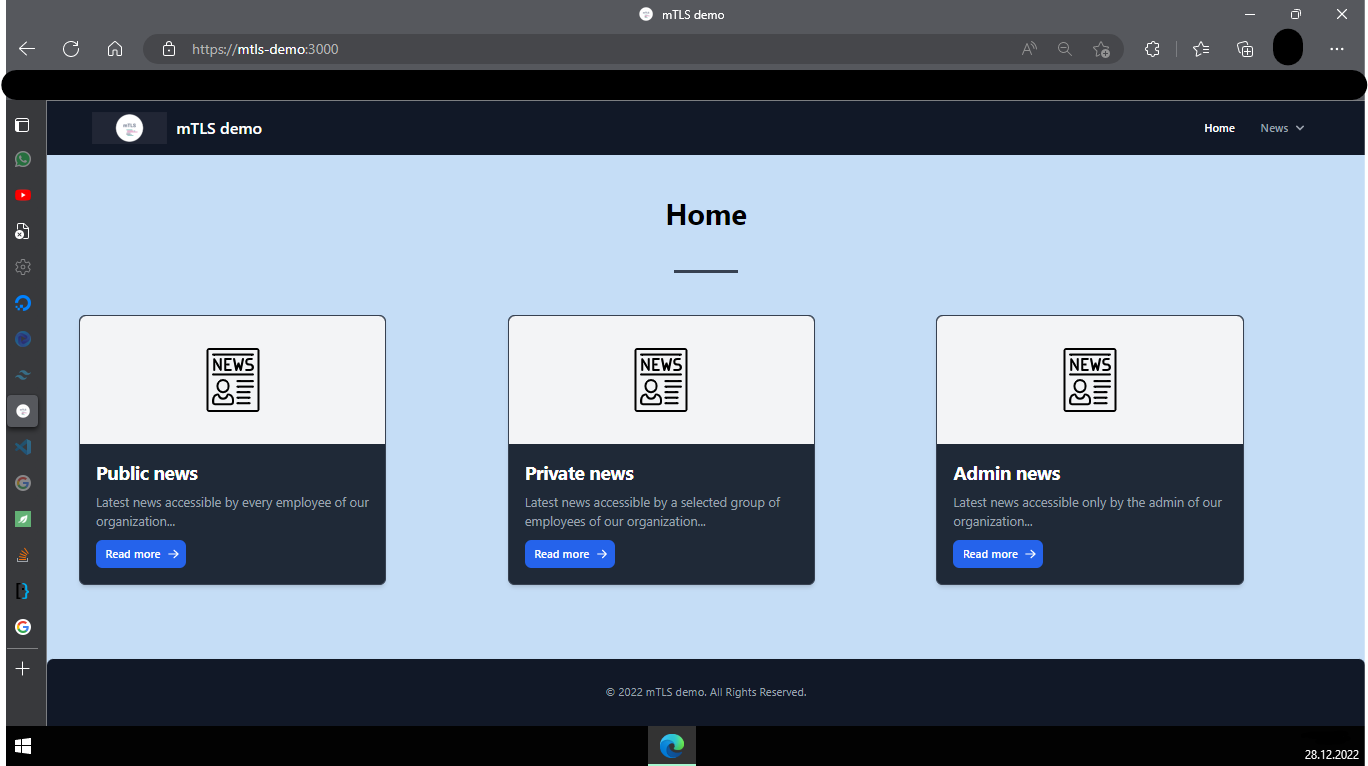 mTLS demo
https://mtls-demo:3000
mTLS
mTLS demo
Home
News
Home
NEWS
NEWS
NEWS
Public news
Latest news accessible by every employee of our
organization...
Read more
Private news
Latest news accessible by a selected group of
employees of our organization...
Read more
Admin news
Latest news accessible only by the admin of our
organization...
Read more
© 2022 mTLS demo. All Rights Reserved.
28.12.2022